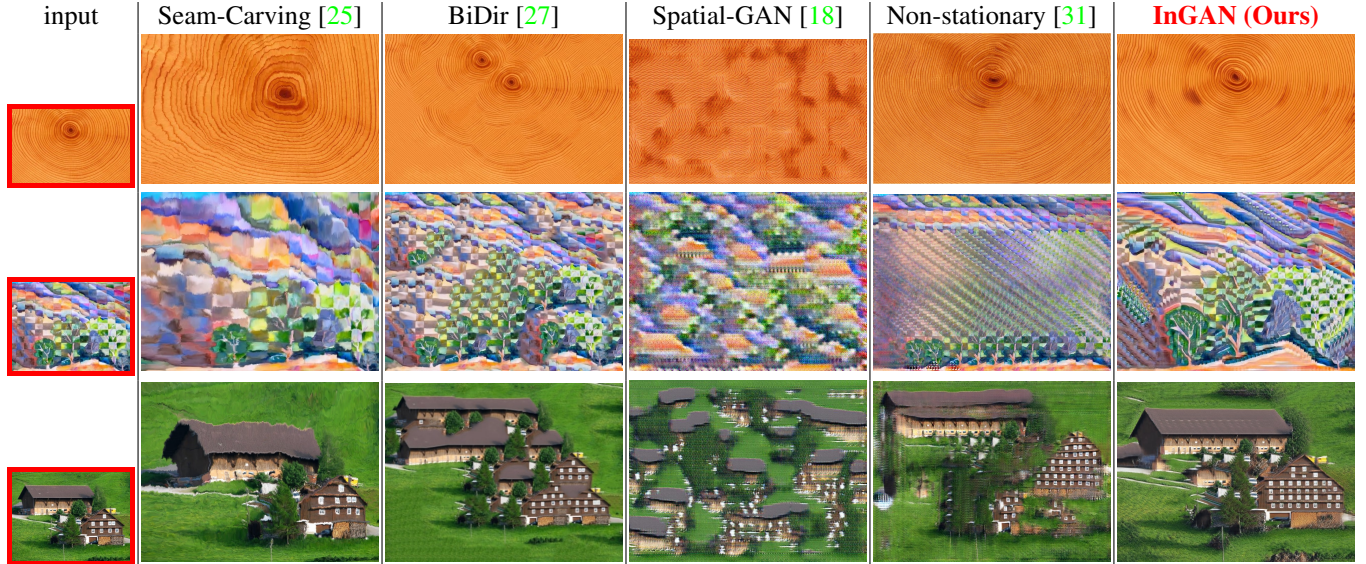 input Seam-Carving [25] BiDir [27] Spatial-GAN [18] Non-stationary [31] InGAN (Ours)